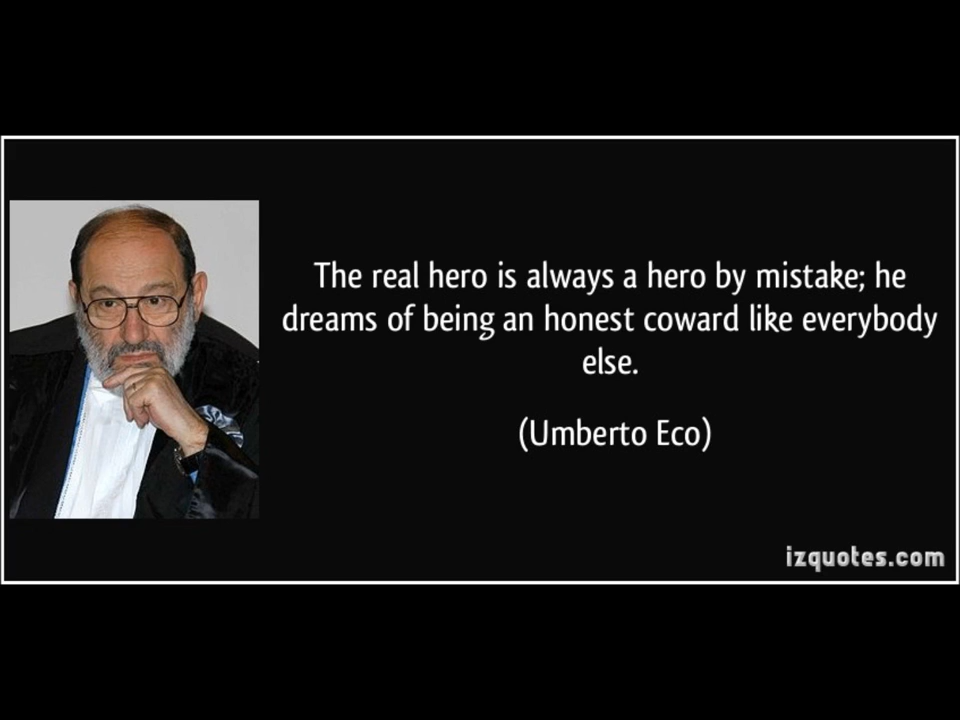 The real hero is always a hero by mistake; he
dreams of being an honest coward like everybody
else.
(Umberto Eco)
izquotes.com